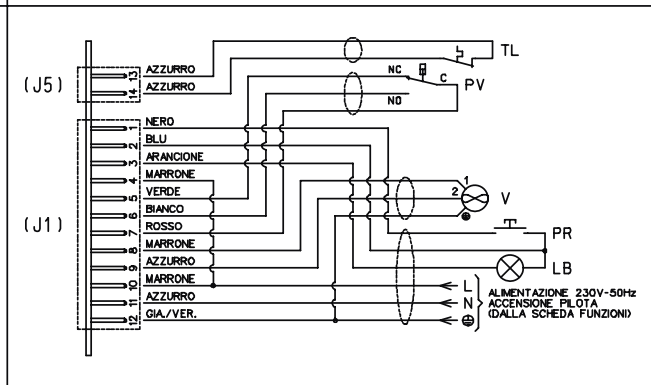 TL
(J5)
13 AZZURRO
14 AZZURRO
NC
C
PV
NO
(J1)
1 NERO
2 BLU
3 ARANCIONE
4 MARRONE
5 VERDE
6 BIANCO
7 ROSSO
8 MARRONE
9 AZZURRO
10 MARRONE
11 AZZURRO
12 GIA./VER.
1
2
V
PR
LB
L
N
ALIMENTAZIONE 230V-50Hz
ACCENSIONE PILOTA
(DALLA SCHEDA FUNZIONI)